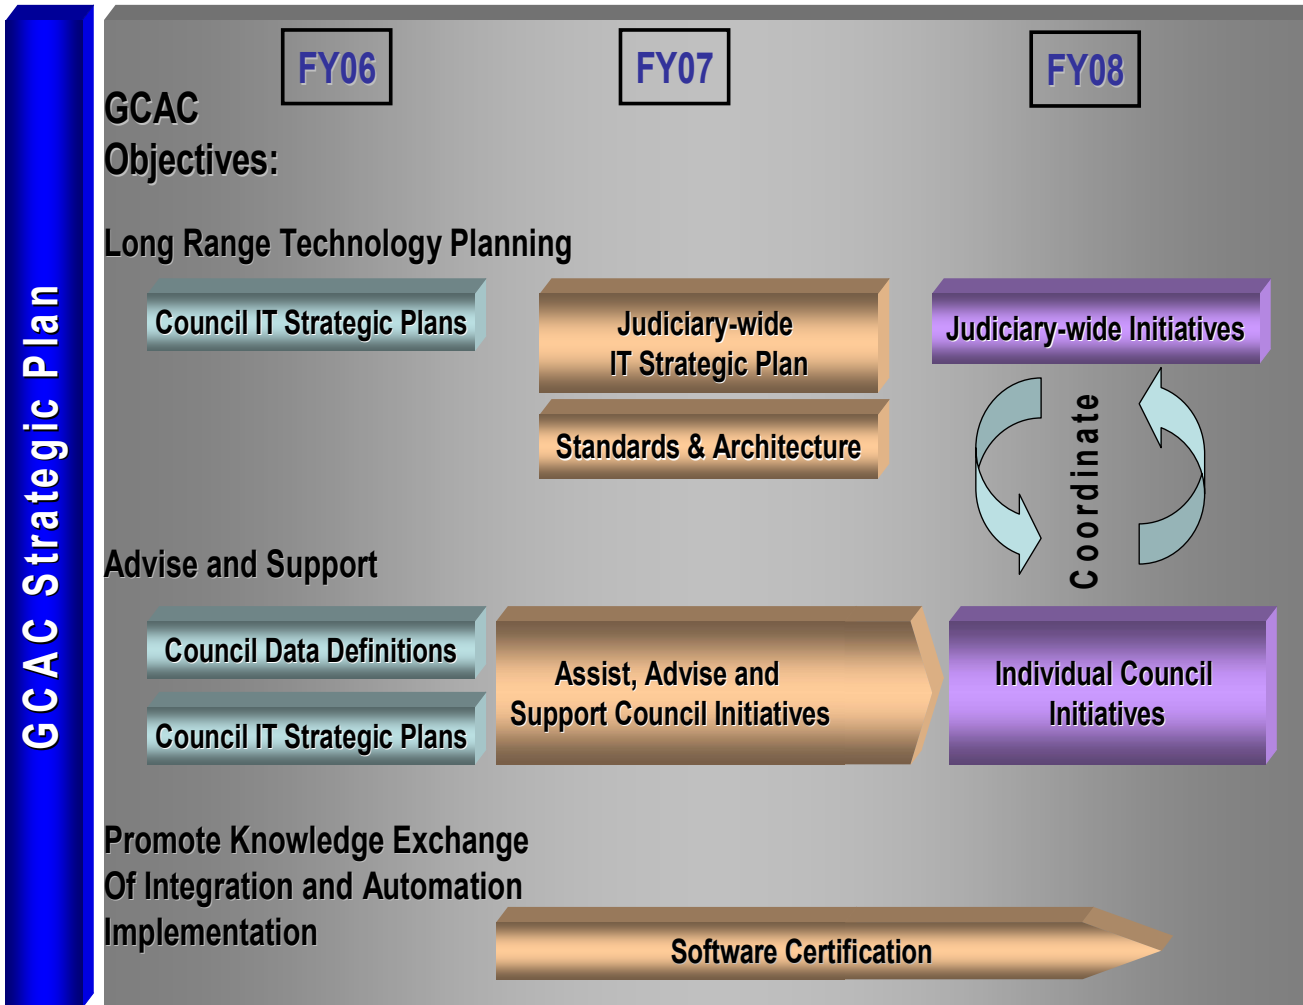 GCAC Strategic Plan
FY06
FY07
FY08
GCAC
Objectives:
Long Range Technology Planning
Council IT Strategic Plans
Judiciary-wide
IT Strategic Plan
Judiciary-wide Initiatives
Standards & Architecture
Coordinate
Advise and Support
Council Data Definitions
Council IT Strategic Plans
Assist, Advise and
Support Council Initiatives
Individual Council
Initiatives
Promote Knowledge Exchange
Of Integration and Automation
Implementation
Software Certification